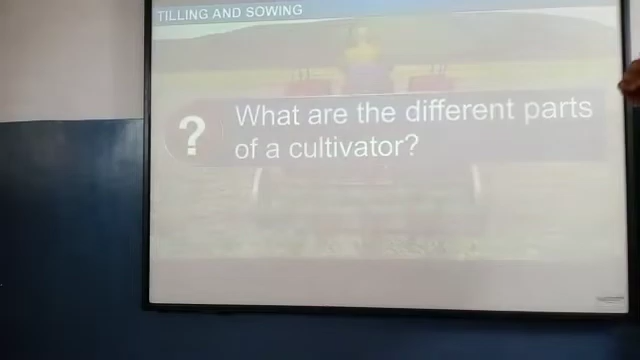 TILLING AND SOWING
What are the different parts
?
of a cultivator?